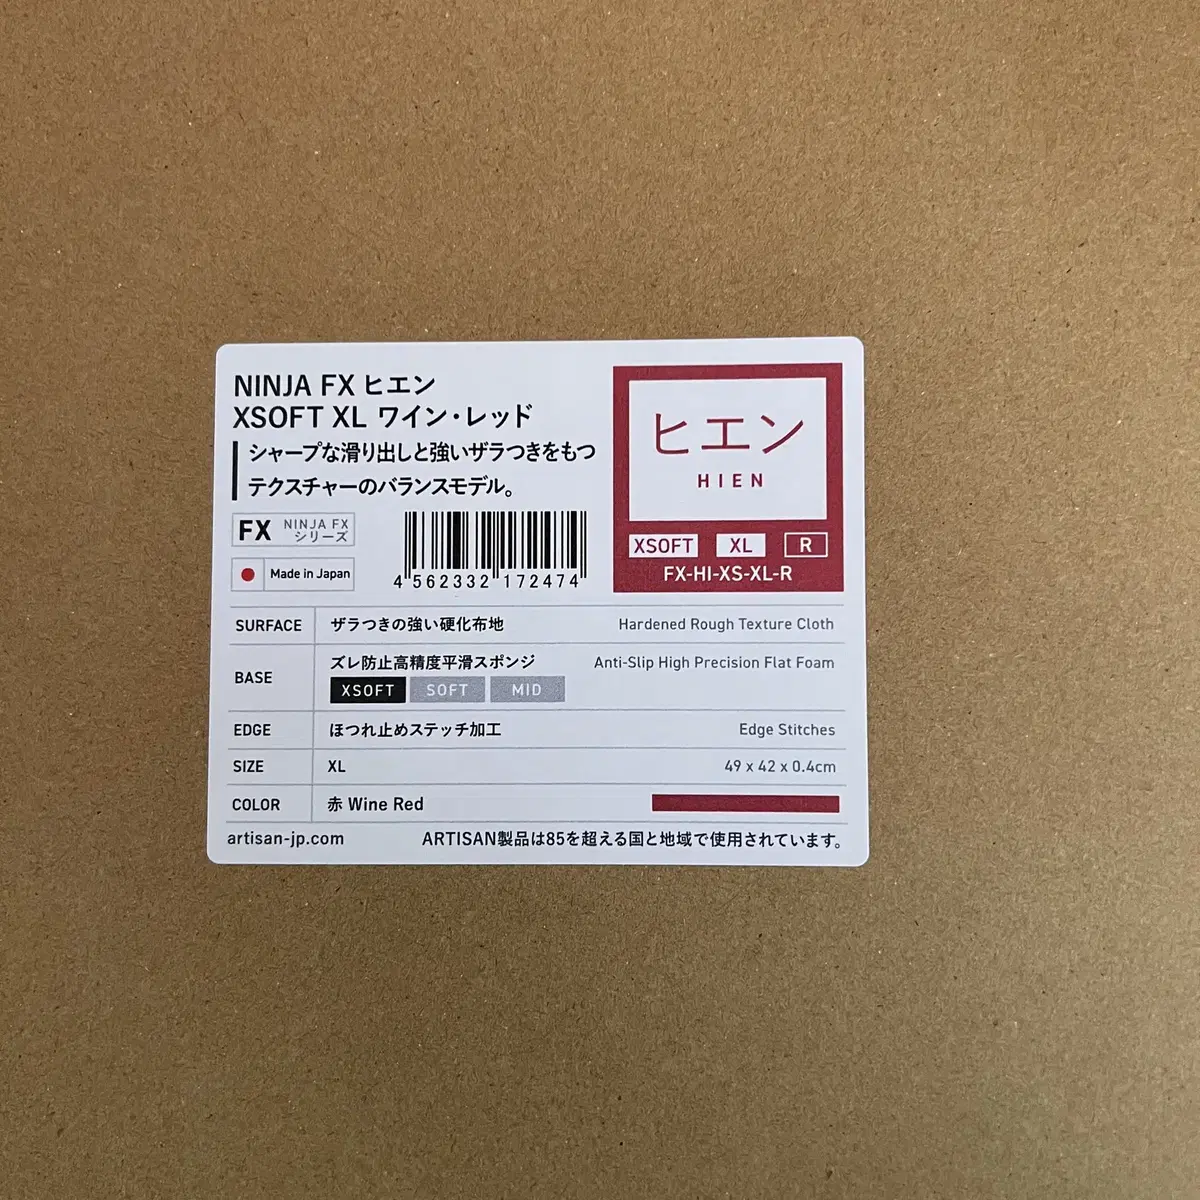 NINJA FX ヒエン
XSOFT XL ワイン・レッド
シャープな滑り出しと強いザラつきをもつ
テクスチャーのバランスモデル。
FX NINJA FX
シリーズ
Made in Japan
4 562332 172474
ヒエン
HIEN
XSOFT XL R
FX-HI-XS-XL-R
SURFACE ザラつきの強い硬化布地 Hardened Rough Texture Cloth
BASE ズレ防止高精度平滑スポンジ Anti-Slip High Precision Flat Foam
XSOFT SOFT MID
EDGE ほつれ止めステッチ加工 Edge Stitches
SIZE XL 49 x 42 x 0.4cm
COLOR 赤 Wine Red
artisan-jp.com ARTISAN製品は85を超える国と地域で使用されています。